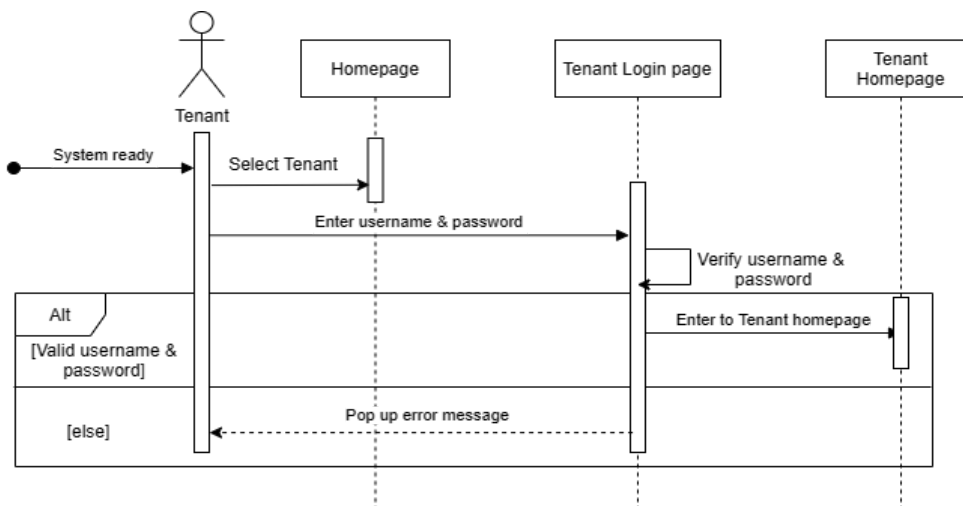 Homepage
Tenant Login page
Tenant
Homepage
Tenant
System ready
Select Tenant
Enter username & password
Verify username &
password
Alt
Enter to Tenant homepage
[Valid username &
password]
Pop up error message
[else]